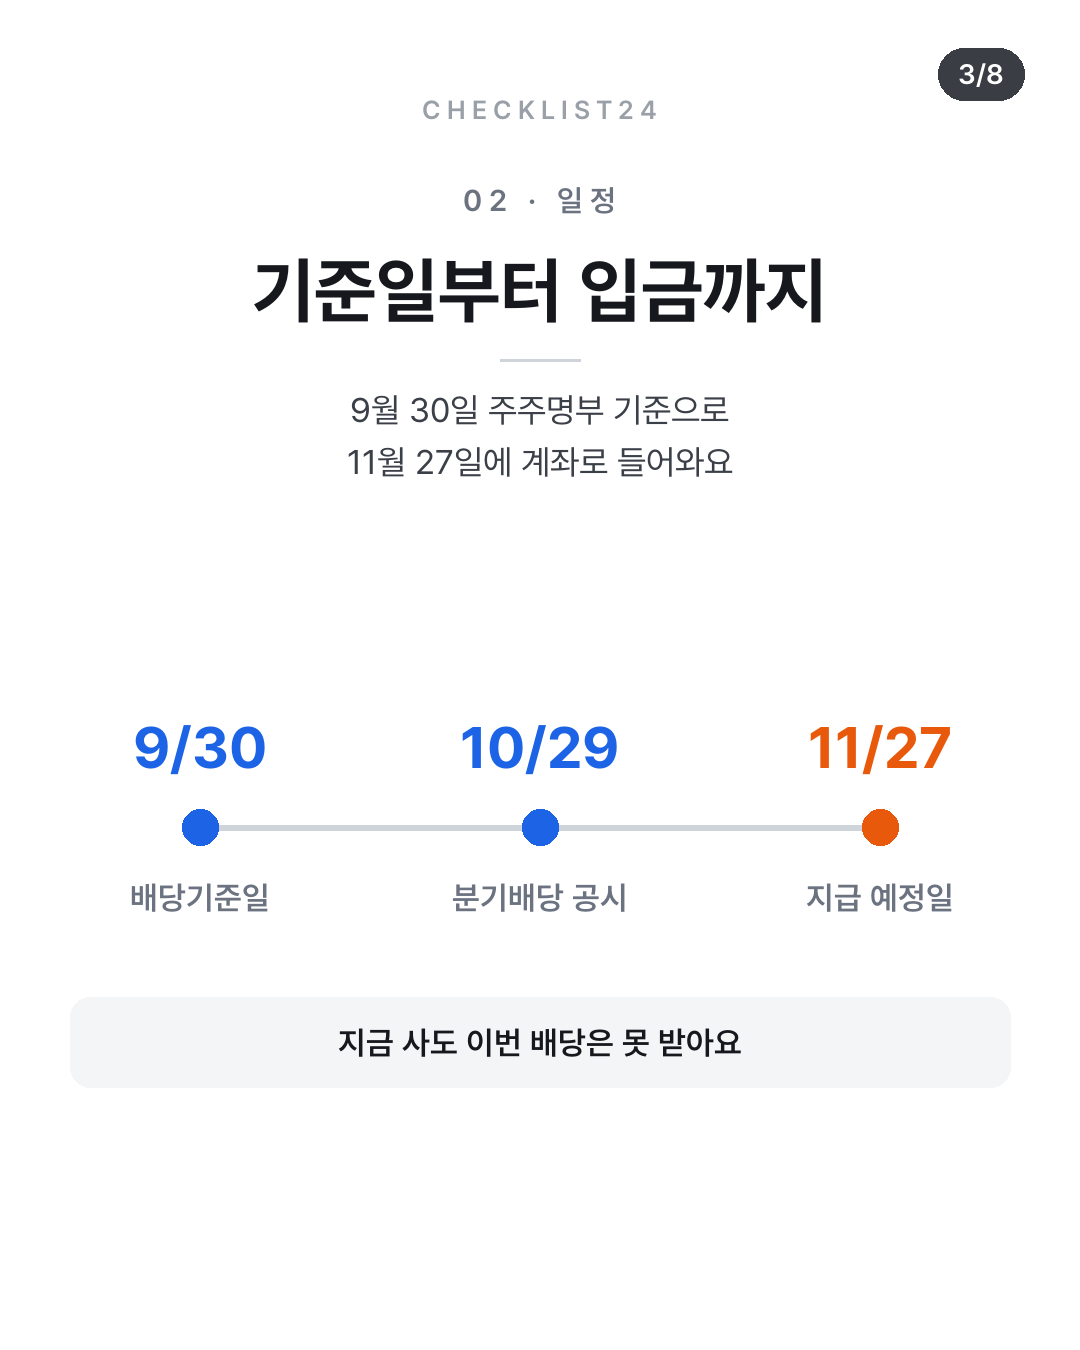 3/8
CHECKLIST24
02 · 일정
기준일부터 입금까지
9월 30일 주주명부 기준으로
11월 27일에 계좌로 들어와요
9/30 10/29 11/27
배당기준일 분기배당 공시 지급 예정일
지금 사도 이번 배당은 못 받아요